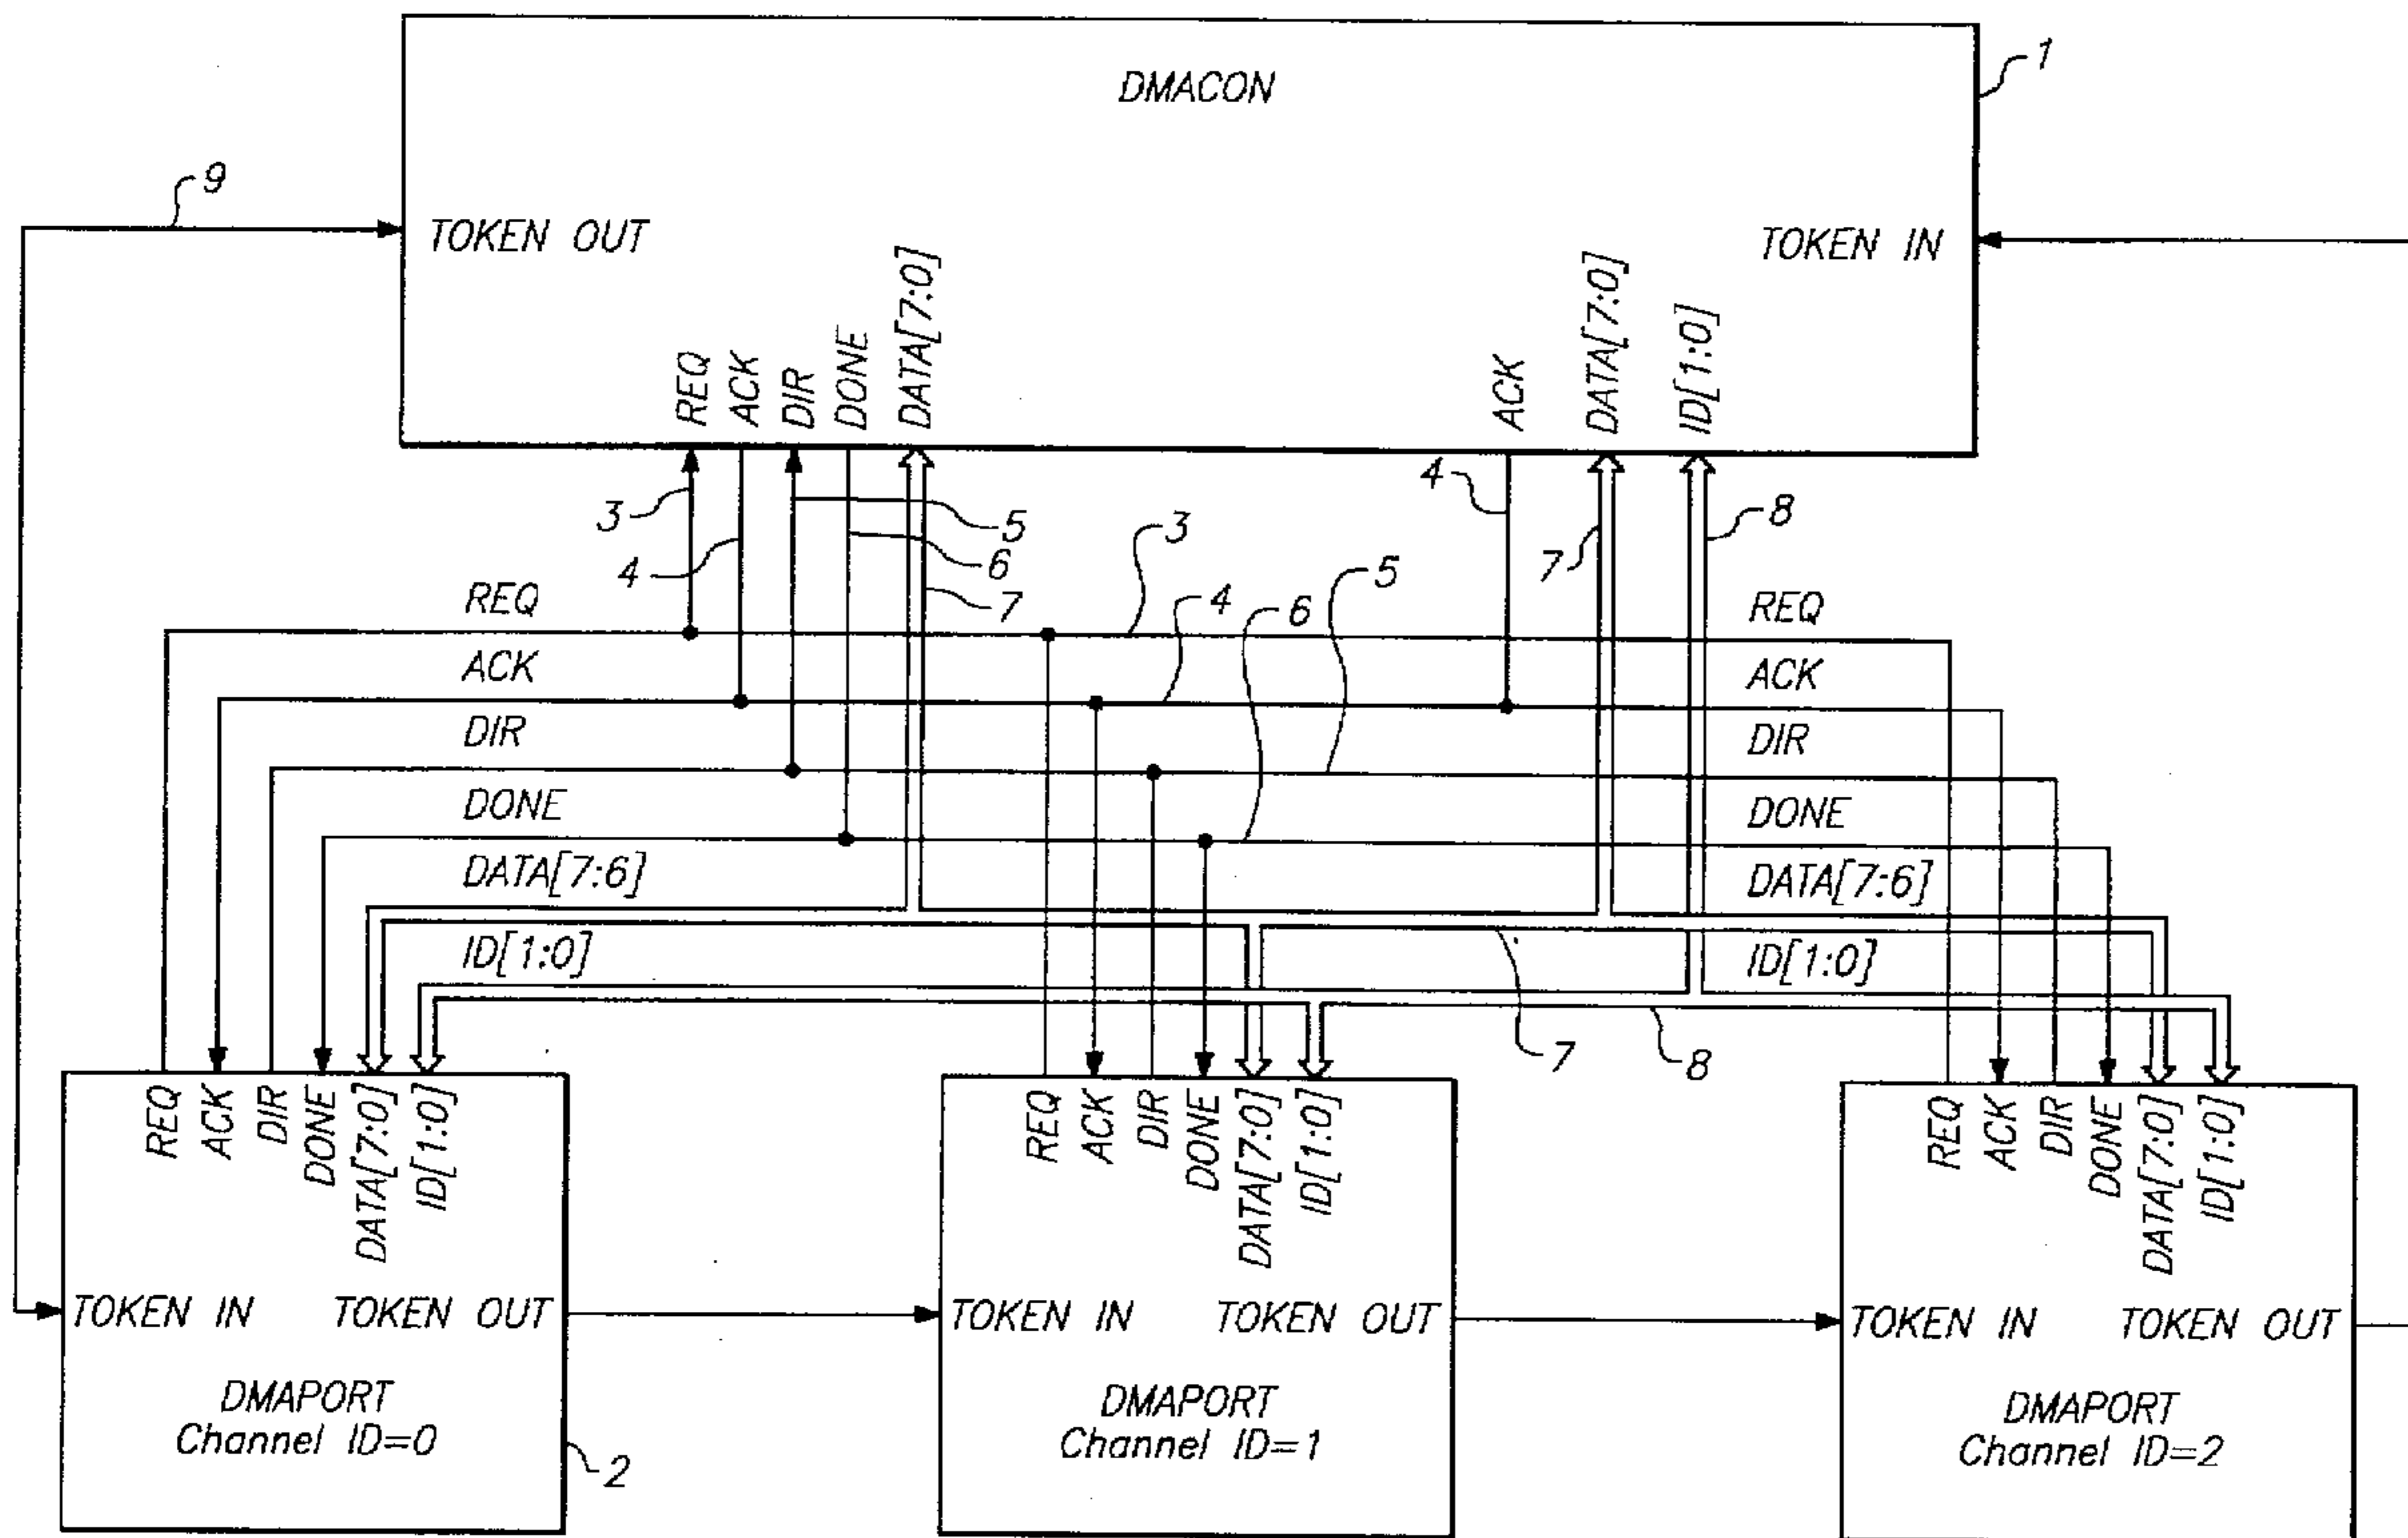 DMACON
1
9
TOKEN OUT
TOKEN IN
REQ
ACK
DIR
DONE
DATA[7:0]
ACK
DATA[7:0]
ID[1:0]
3
4
5
6
7
4
7
8
3
4
6
5
REQ
REQ
ACK
ACK
DIR
DIR
DONE
DONE
DATA[7:6]
DATA[7:6]
ID[1:0]
ID[1:0]
7
8
REQ
ACK
DIR
DONE
DATA[7:0]
ID[1:0]
TOKEN IN TOKEN OUT
DMAPORT
Channel ID=0
2
REQ
ACK
DIR
DONE
DATA[7:0]
ID[1:0]
TOKEN IN TOKEN OUT
DMAPORT
Channel ID=1
REQ
ACK
DIR
DONE
DATA[7:0]
ID[1:0]
TOKEN IN TOKEN OUT
DMAPORT
Channel ID=2